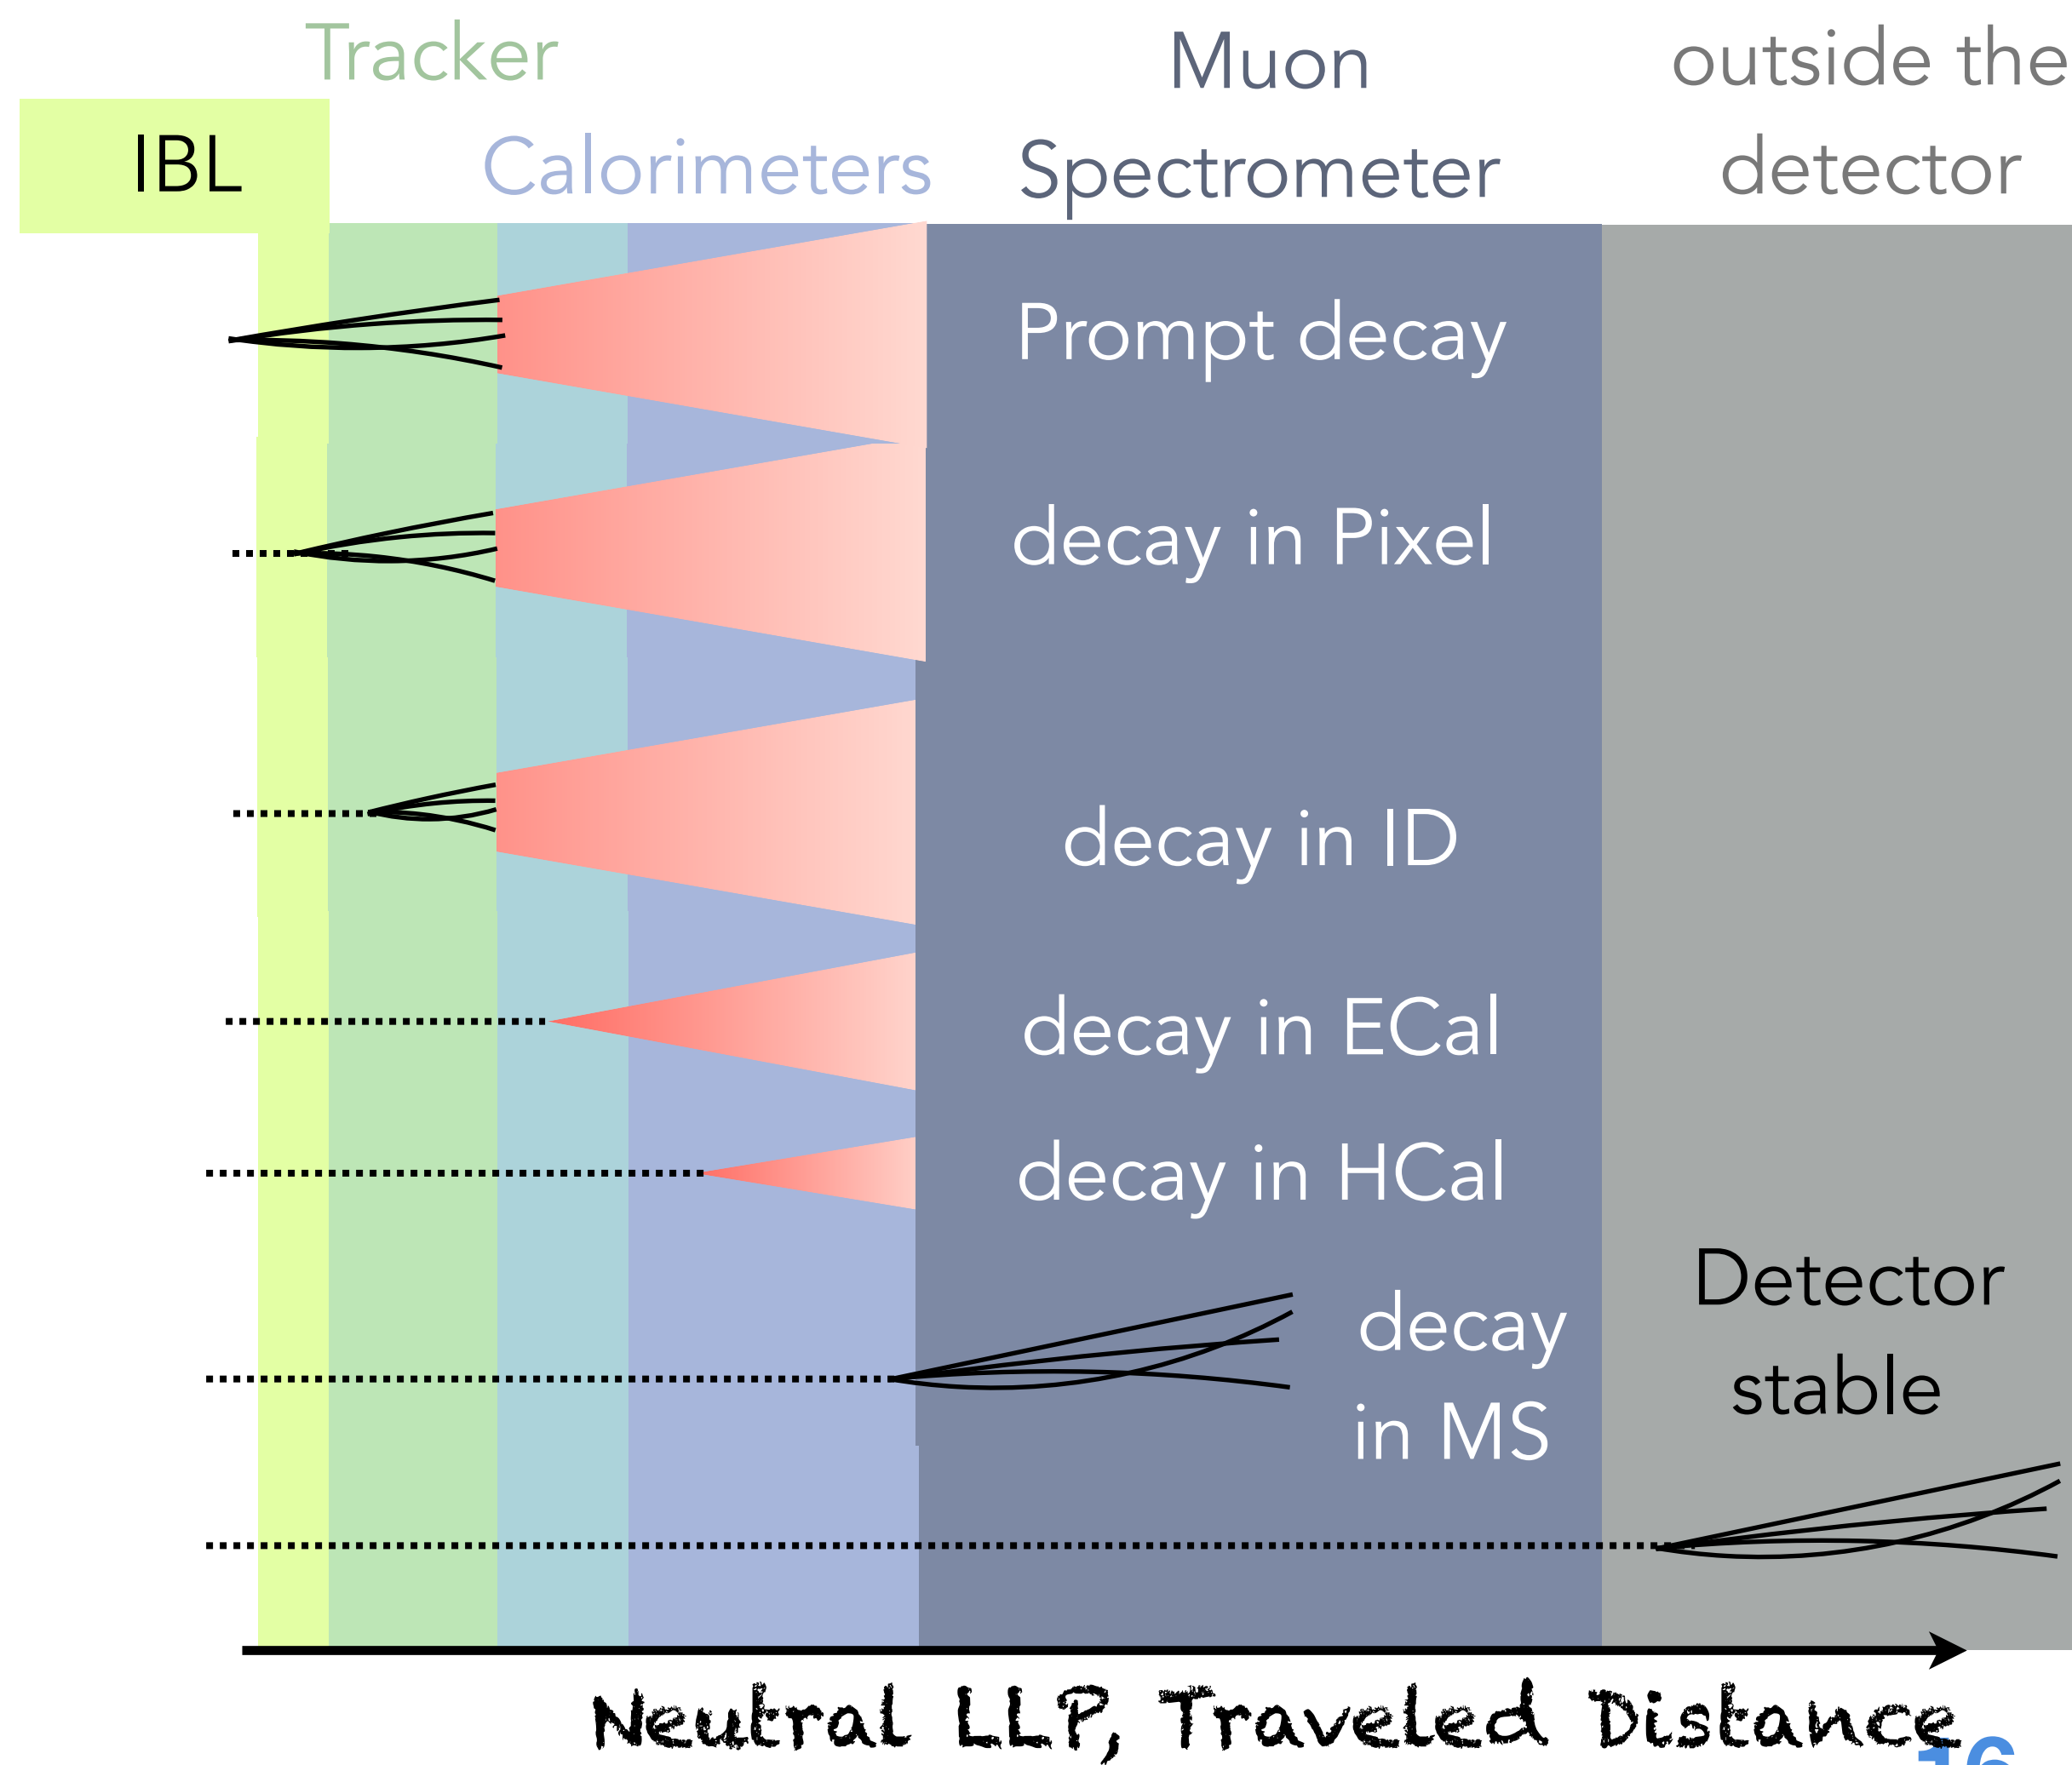 Tracker
IBL
Calorimeters
Muon
Spectrometer
outside the
detector
Prompt decay
decay in Pixel
decay in ID
decay in ECal
decay in HCal
decay
in MS
Detector
stable
Neutral LLP, Traveled Distance
16